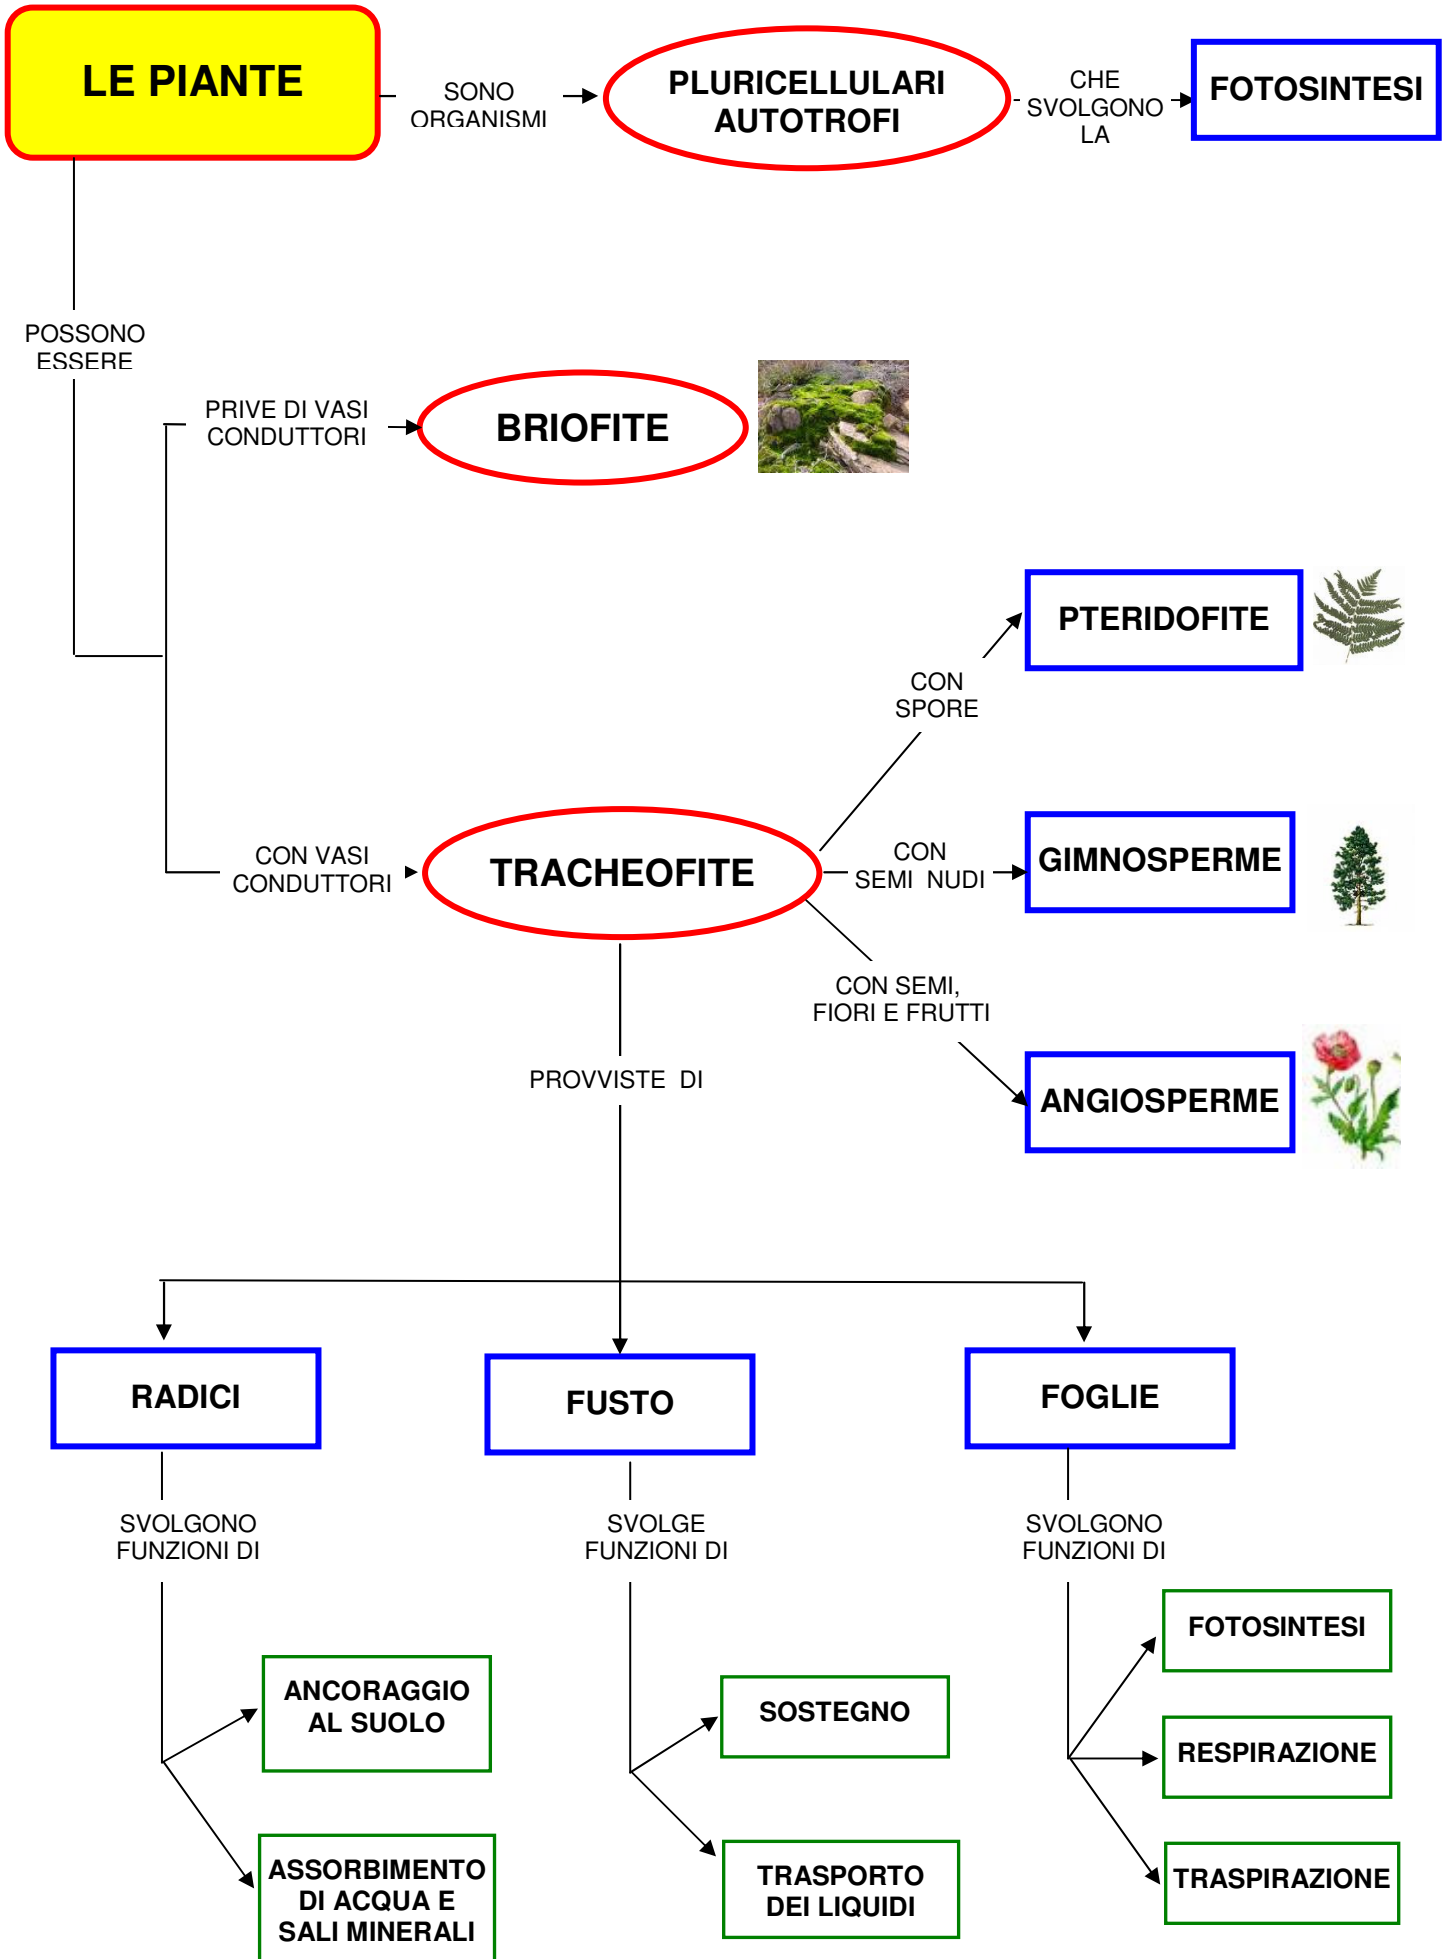 LE PIANTE
SONO
ORGANISMI
PLURICELLULARI
AUTOTROFI
CHE
SVOLGONO
LA
FOTOSINTESI
POSSONO
ESSERE
PRIVE DI VASI
CONDUTTORI
BRIOFITE
PTERIDOFITE
CON
SPORE
CON VASI
CONDUTTORI
TRACHEOFITE
CON
SEMI NUDI
GIMNOSPERME
CON SEMI,
FIORI E FRUTTI
ANGIOSPERME
PROVVISTE DI
RADICI
FUSTO
FOGLIE
SVOLGONO
FUNZIONI DI
SVOLGE
FUNZIONI DI
SVOLGONO
FUNZIONI DI
ANCORAGGIO
AL SUOLO
ASSORBIMENTO
DI ACQUA E
SALI MINERALI
SOSTEGNO
TRASPORTO
DEI LIQUIDI
FOTOSINTESI
RESPIRAZIONE
TRASPIRAZIONE